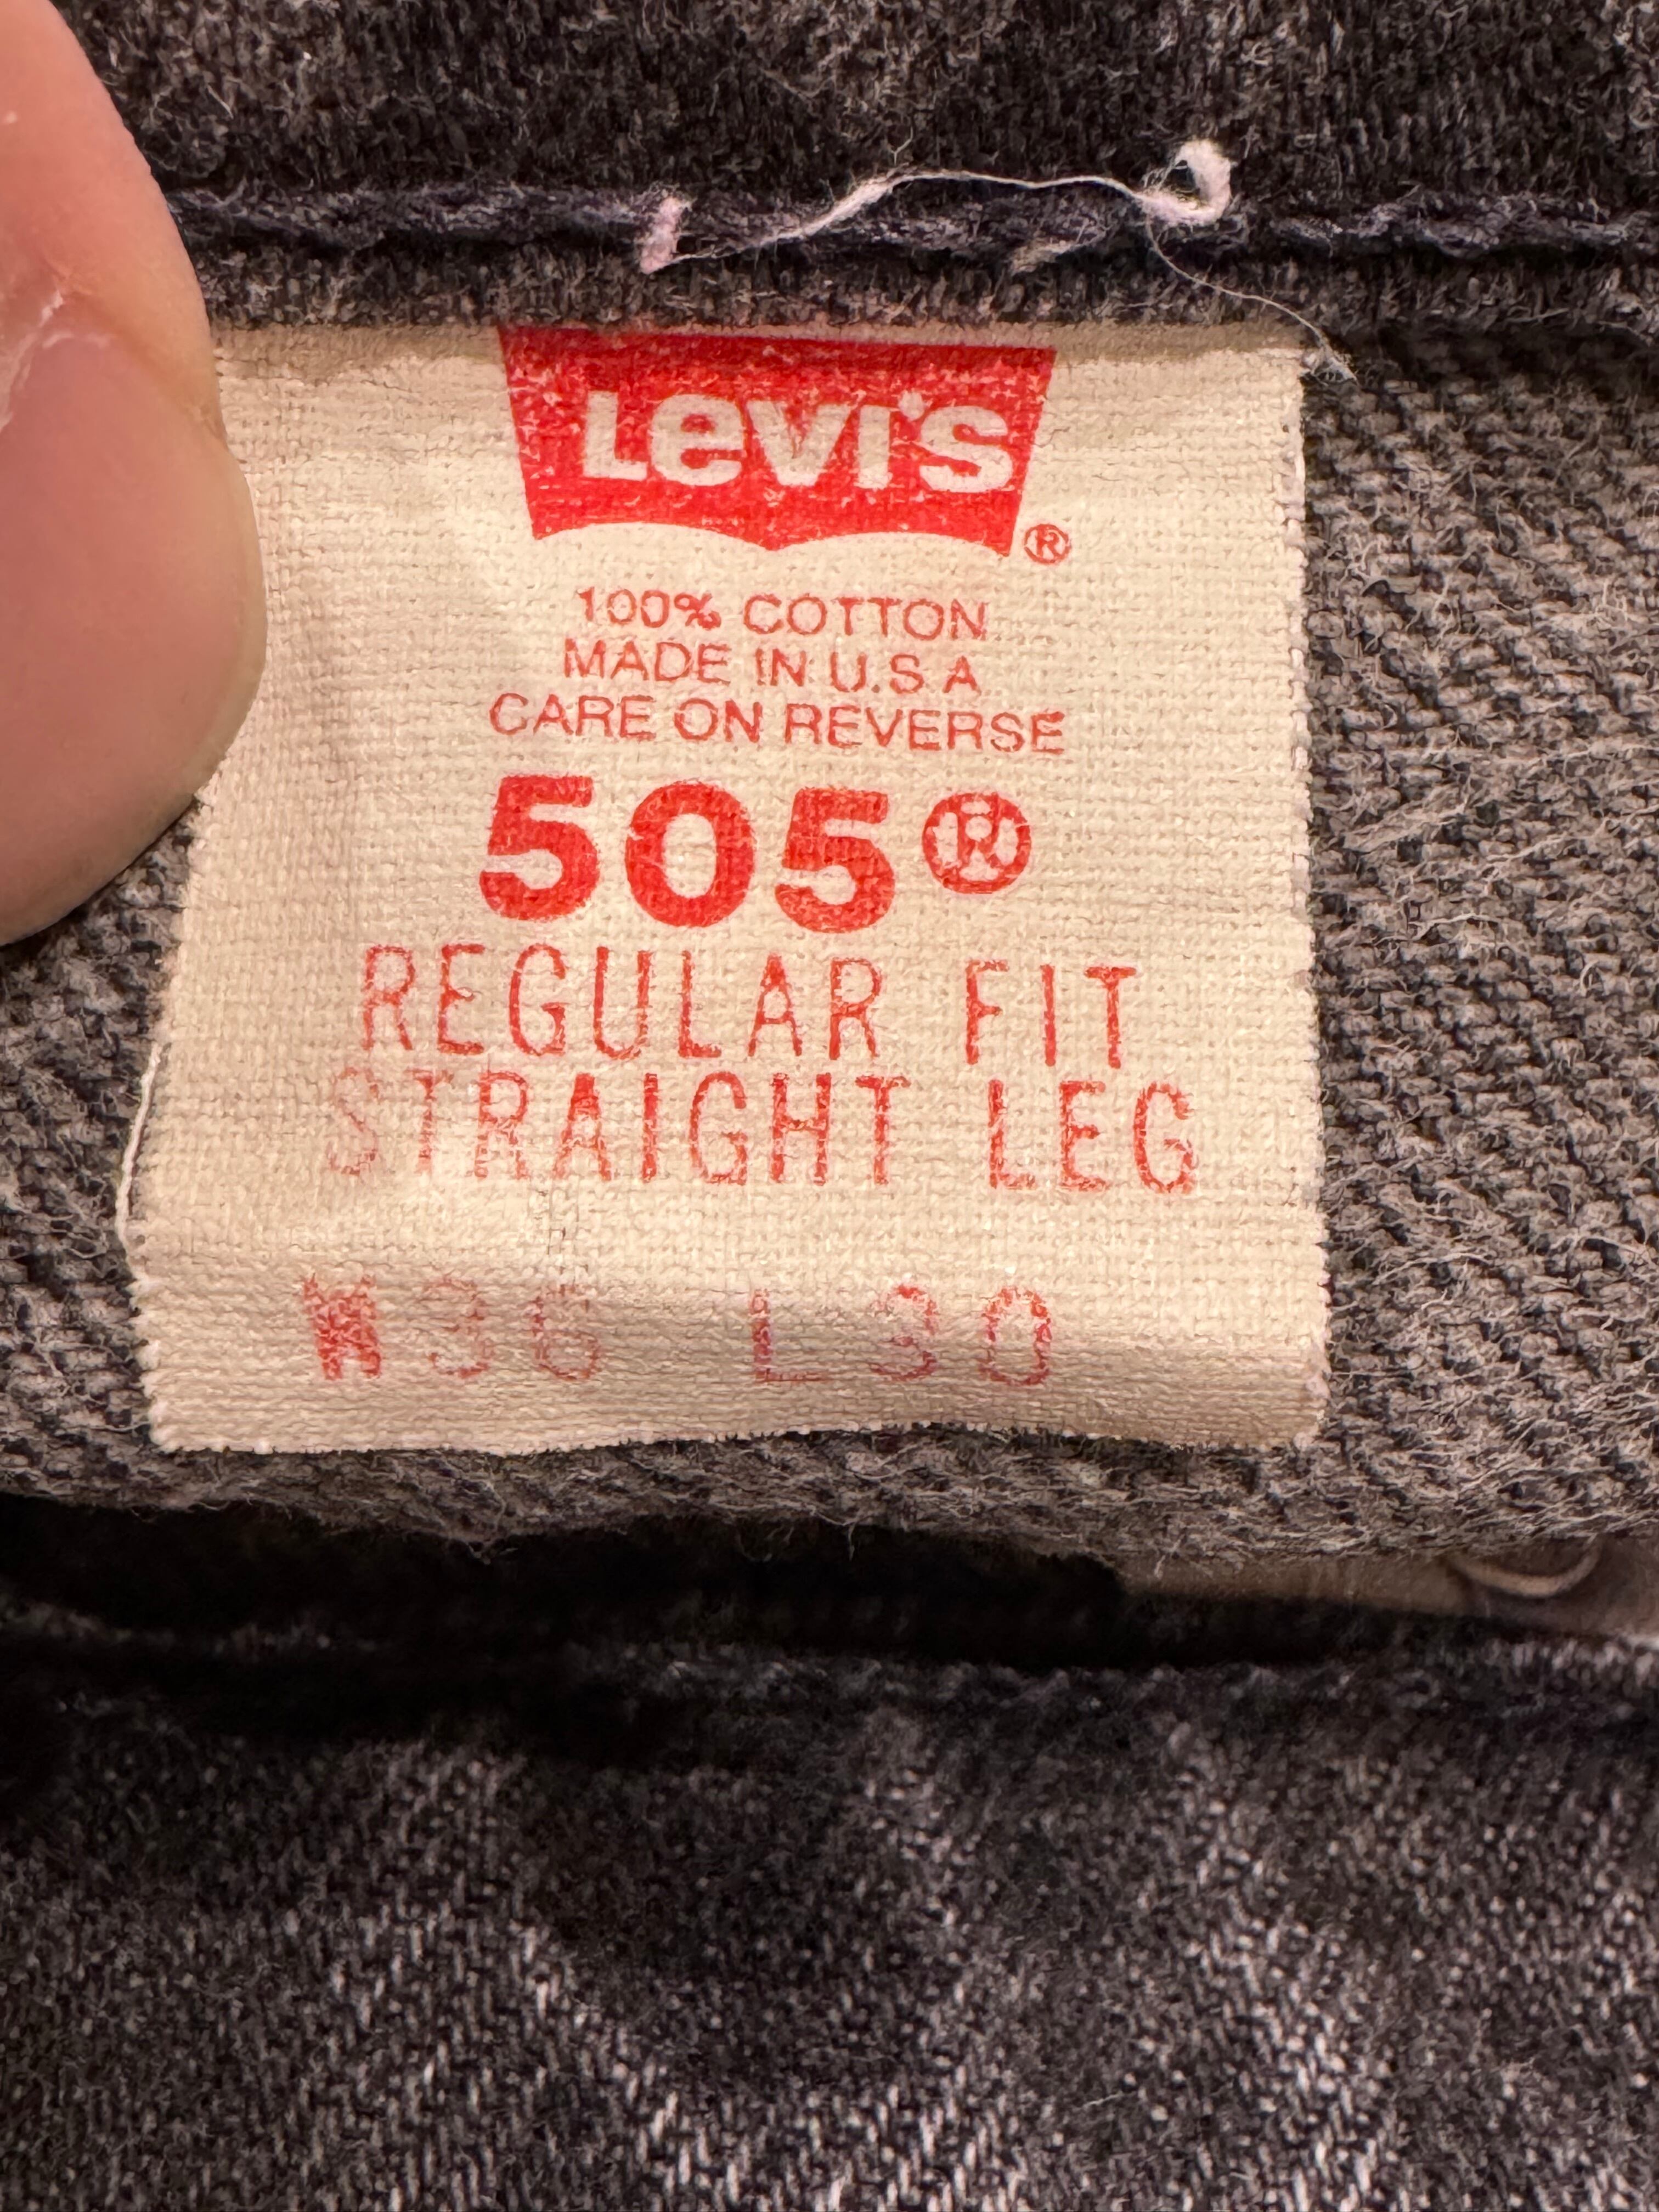 Levi's®
100% COTTON
MADE IN U.S.A
CARE ON REVERSE
505®
REGULAR FIT
STRAIGHT LEG
W36 L30